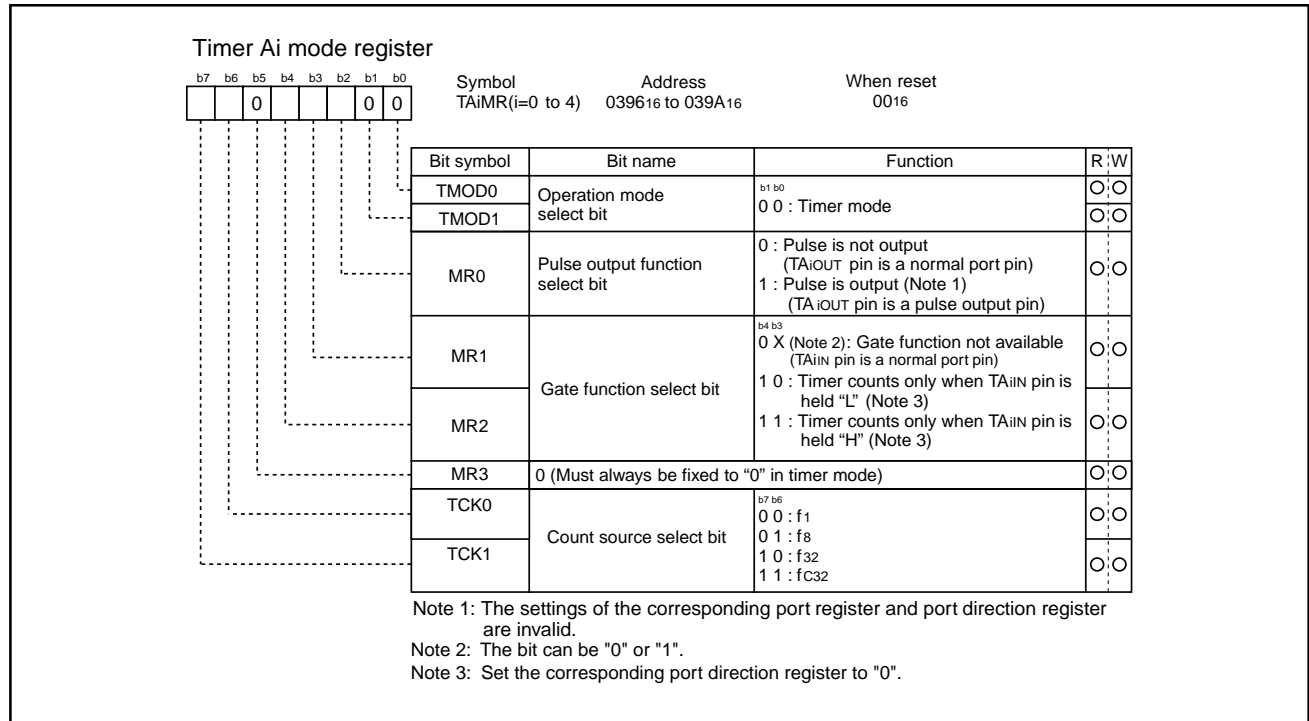 Timer Ai mode register
b7 b6 b5 b4 b3 b2 b1 b0
0 0 0
Symbol Address When reset
TAiMR(i=0 to 4) 039616 to 039A16 0016
Bit symbol Bit name Function R W
TMOD0
TMOD1
Operation mode
select bit
b1 b0
0 0 : Timer mode
MR0
Pulse output function
select bit
0 : Pulse is not output
(TAiOUT pin is a normal port pin)
1 : Pulse is output (Note 1)
(TA iOUT pin is a pulse output pin)
MR1
MR2
Gate function select bit
b4 b3
0 X (Note 2): Gate function not available
(TAiIN pin is a normal port pin)
1 0 : Timer counts only when TAiIN pin is
held “L” (Note 3)
1 1 : Timer counts only when TAiIN pin is
held “H” (Note 3)
MR3 0 (Must always be fixed to “0” in timer mode)
TCK0
TCK1
Count source select bit
b7 b6
0 0 : f1
0 1 : f8
1 0 : f32
1 1 : fC32
Note 1: The settings of the corresponding port register and port direction register
are invalid.
Note 2: The bit can be "0" or "1".
Note 3: Set the corresponding port direction register to "0".